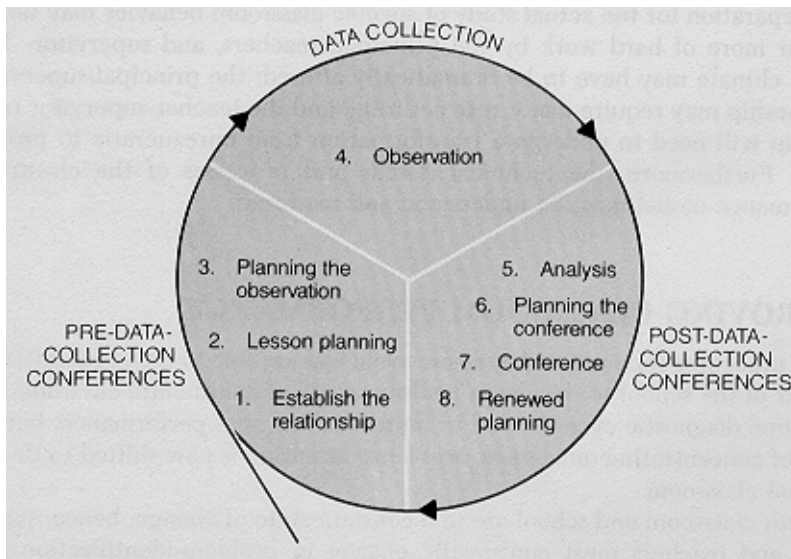 DATA COLLECTION
4. Observation
3. Planning the
observation
2. Lesson planning
1. Establish the
relationship
PRE-DATA-
COLLECTION
CONFERENCES
5. Analysis
6. Planning the
conference
7. Conference
8. Renewed
planning
POST-DATA-
COLLECTION
CONFERENCES